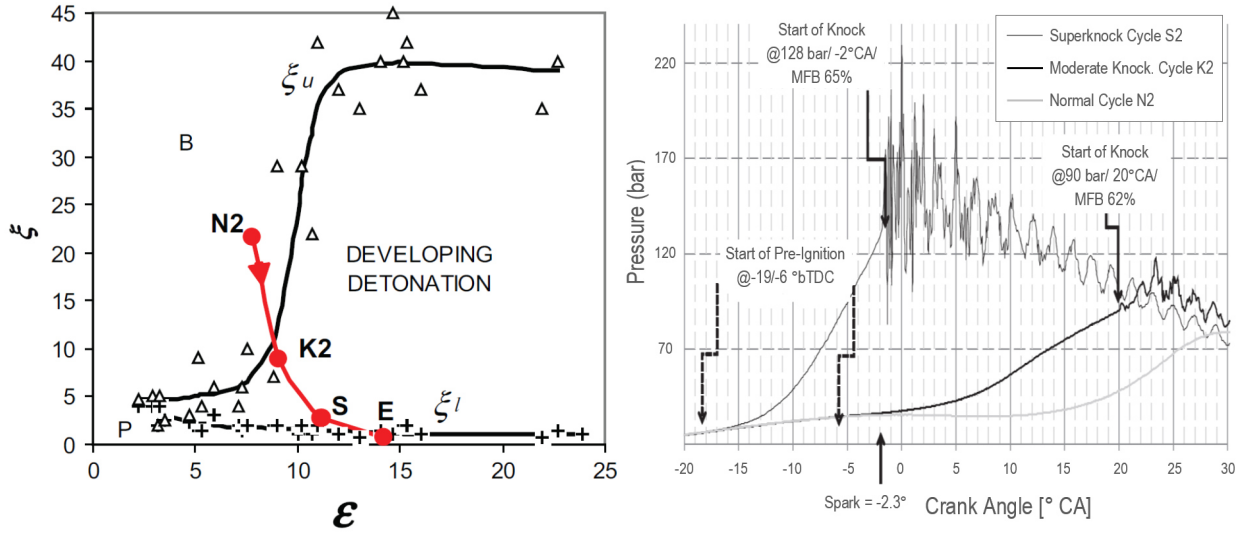 45
40
35
30
25
20
15
10
5
0
ξ
ξu
B
N2
DEVELOPING
DETONATION
K2
S
E
ξl
P
0 5 10 15 20 25
ε
Start of Knock
@128 bar/ -2°CA/
MFB 65%
Superknock Cycle S2
Moderate Knock. Cycle K2
Normal Cycle N2
Start of Knock
@90 bar/ 20°CA/
MFB 62%
Start of Pre-Ignition
@-19/-6 °bTDC
220
170
120
70
Pressure (bar)
-20 -15 -10 -5 0 5 10 15 20 25 30
Spark = -2.3°
Crank Angle [° CA]